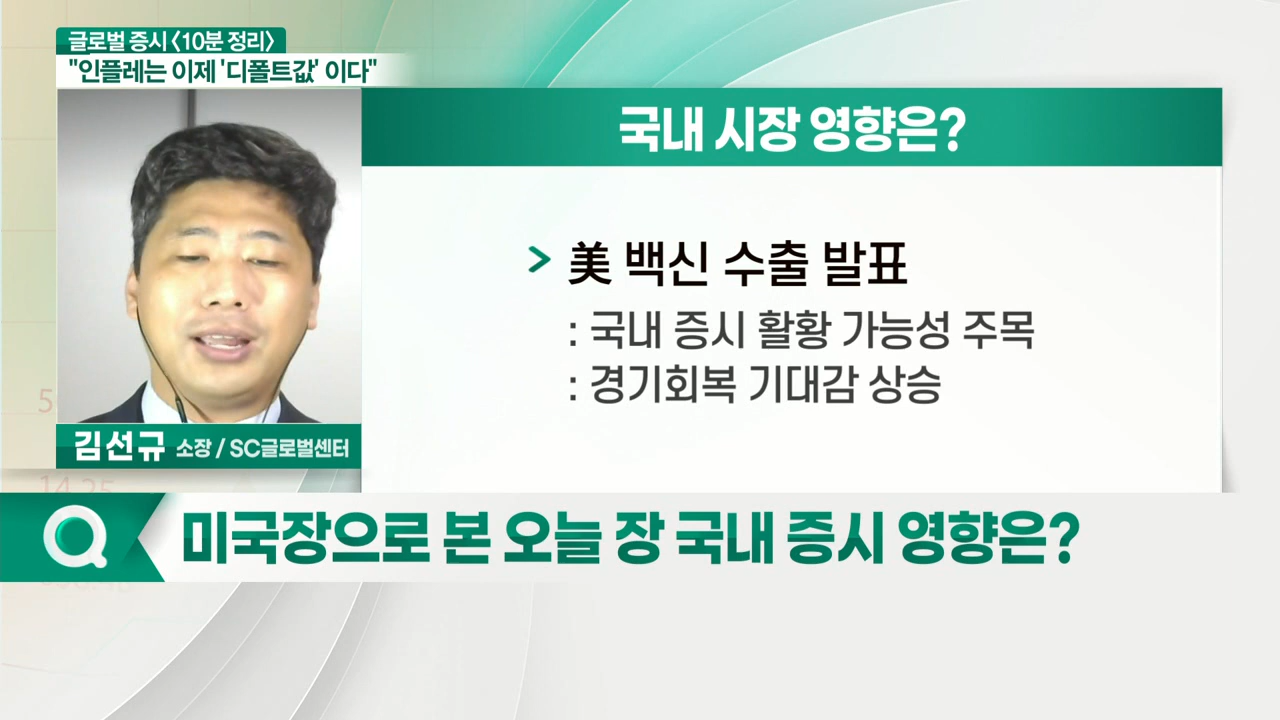 글로벌 증시 <10분 정리>
"인플레는 이제 '디폴트값' 이다"
국내 시장 영향은?
> 美 백신 수출 발표
: 국내 증시 활황 가능성 주목
: 경기회복 기대감 상승
김선규 소장 / SC글로벌센터
14.25
Q 미국장으로 본 오늘 장 국내 증시 영향은?